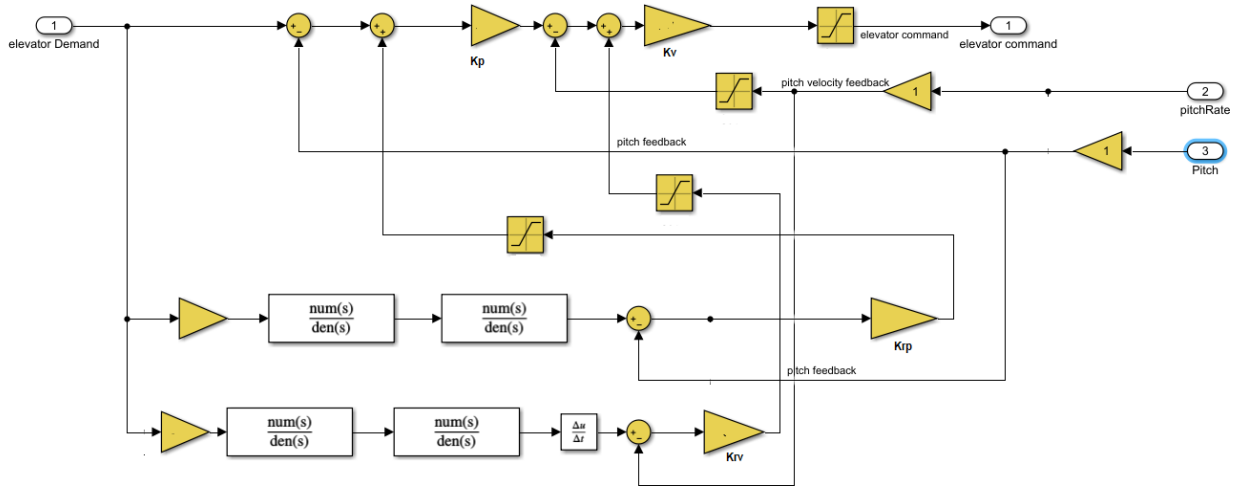 1
elevator Demand
+
−
+
+
Kp
+
−
+
+
Kv
elevator command
1
elevator command
pitch velocity feedback
1
2
pitchRate
pitch feedback
1
3
Pitch
num(s)
den(s)
num(s)
den(s)
+
−
Krp
pitch feedback
num(s)
den(s)
num(s)
den(s)
Δu
Δt
+
−
Krv